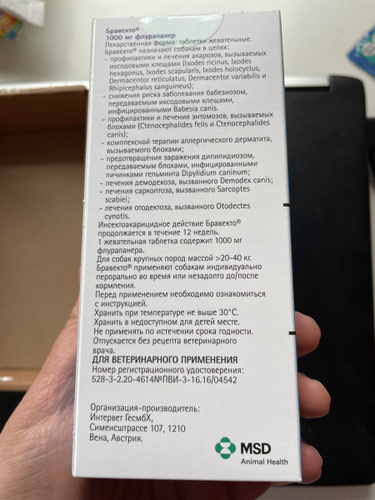 Бравекто®
1000 мг флураланер
Лекарственная форма: таблетки жевательные.
Бравекто® назначают собакам в целях:
– профилактики и лечения акарозов, вызываемых
иксодовыми клещами (Ixodes ricinus, Ixodes
hexagonus, Ixodes scapularis, Ixodes holocyclus,
Dermacentor reticulatus, Dermacentor variabilis и
Rhipicephalus sanguineus);
– снижения риска заболевания бабезиозом,
передаваемым иксодовыми клещами,
инфицированными Babesia canis.
– профилактики и лечения энтомозов, вызываемых
блохами (Ctenocephalides felis и Ctenocephalides
canis);
– комплексной терапии аллергического дерматита,
вызываемого блохами;
– предотвращения заражения дипилидиозом,
передаваемым блохами, инфицированными
личинками гельминта Dipylidium caninum;
– лечения демодекоза, вызванного Demodex canis;
– лечения саркоптоза, вызванного Sarcoptes
scabiei;
– лечения отодектоза, вызванного Otodectes
cynotis.
Инсектоакарицидное действие Бравекто®
продолжается в течение 12 недель.
1 жевательная таблетка содержит 1000 мг
флураланера.
Для собак крупных пород массой >20-40 кг.
Бравекто® применяют собакам индивидуально
перорально во время или незадолго до/после
кормления.
Перед применением необходимо ознакомиться
с инструкцией.
Хранить при температуре не выше 30°С.
Хранить в недоступном для детей месте.
Не применять по истечении срока годности.
Отпускается без рецепта ветеринарного
врача.
ДЛЯ ВЕТЕРИНАРНОГО ПРИМЕНЕНИЯ
Номер регистрационного удостоверения:
528-3-2.20-4614№ПВИ-3-16.16/04542
Организация-производитель:
Интервет ГесмбХ,
Сименсштрассе 107, 1210
Вена, Австрия.
MSD
Animal Health